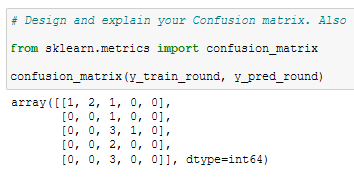 # Design and explain your Confusion matrix. Also
from sklearn.metrics import confusion_matrix
confusion_matrix(y_train_round, y_pred_round)
array([[1, 2, 1, 0, 0],
[0, 0, 1, 0, 0],
[0, 0, 3, 1, 0],
[0, 0, 2, 0, 0],
[0, 0, 3, 0, 0]], dtype=int64)